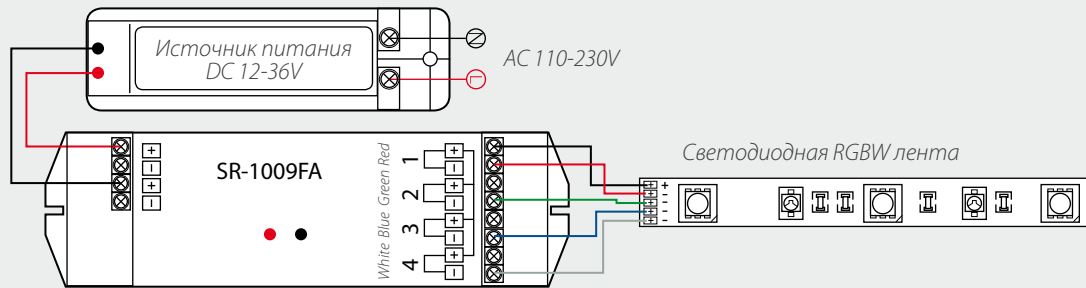 Источник питания
DC 12-36V
N
L
AC 110-230V
SR-1009FA
+
−
+
−
White Blue Green Red
1
2
3
4
+
−
+
−
+
−
+
−
Светодиодная RGBW лента
+
−
−
−
−